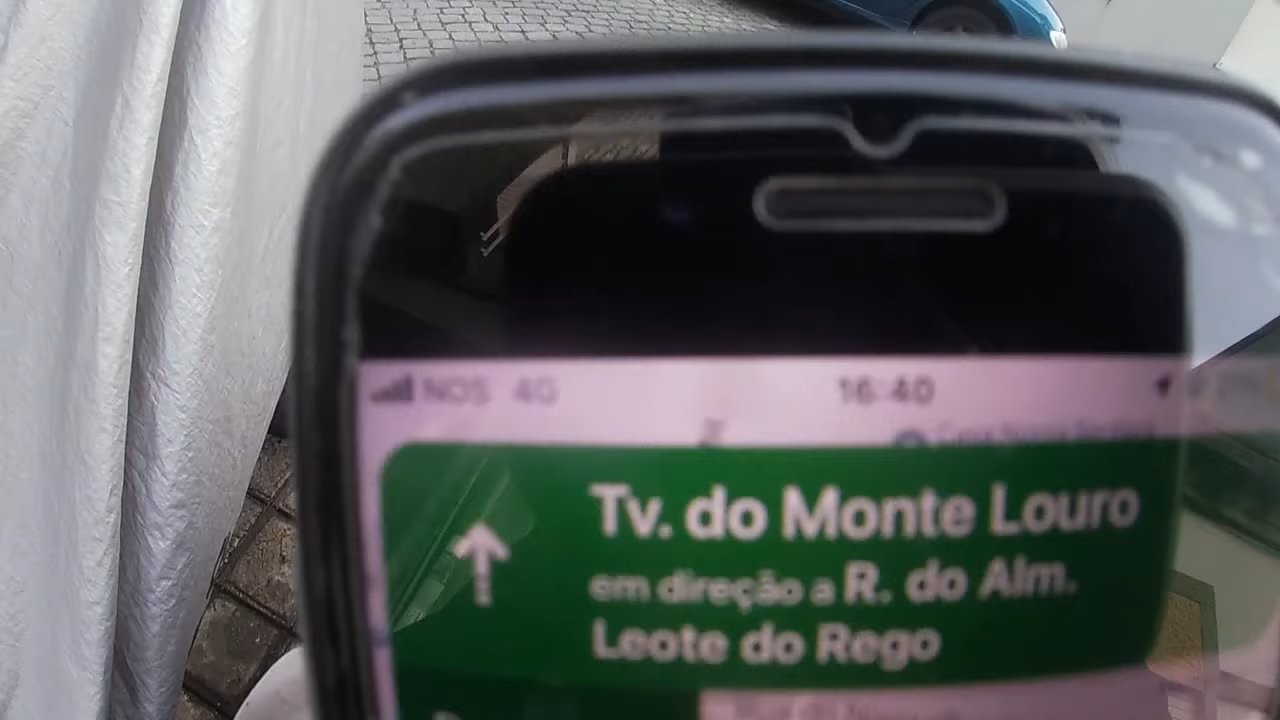 NOS 4G 16:40
Tv. do Monte Louro
em direção a R. do Alm.
Leote do Rego